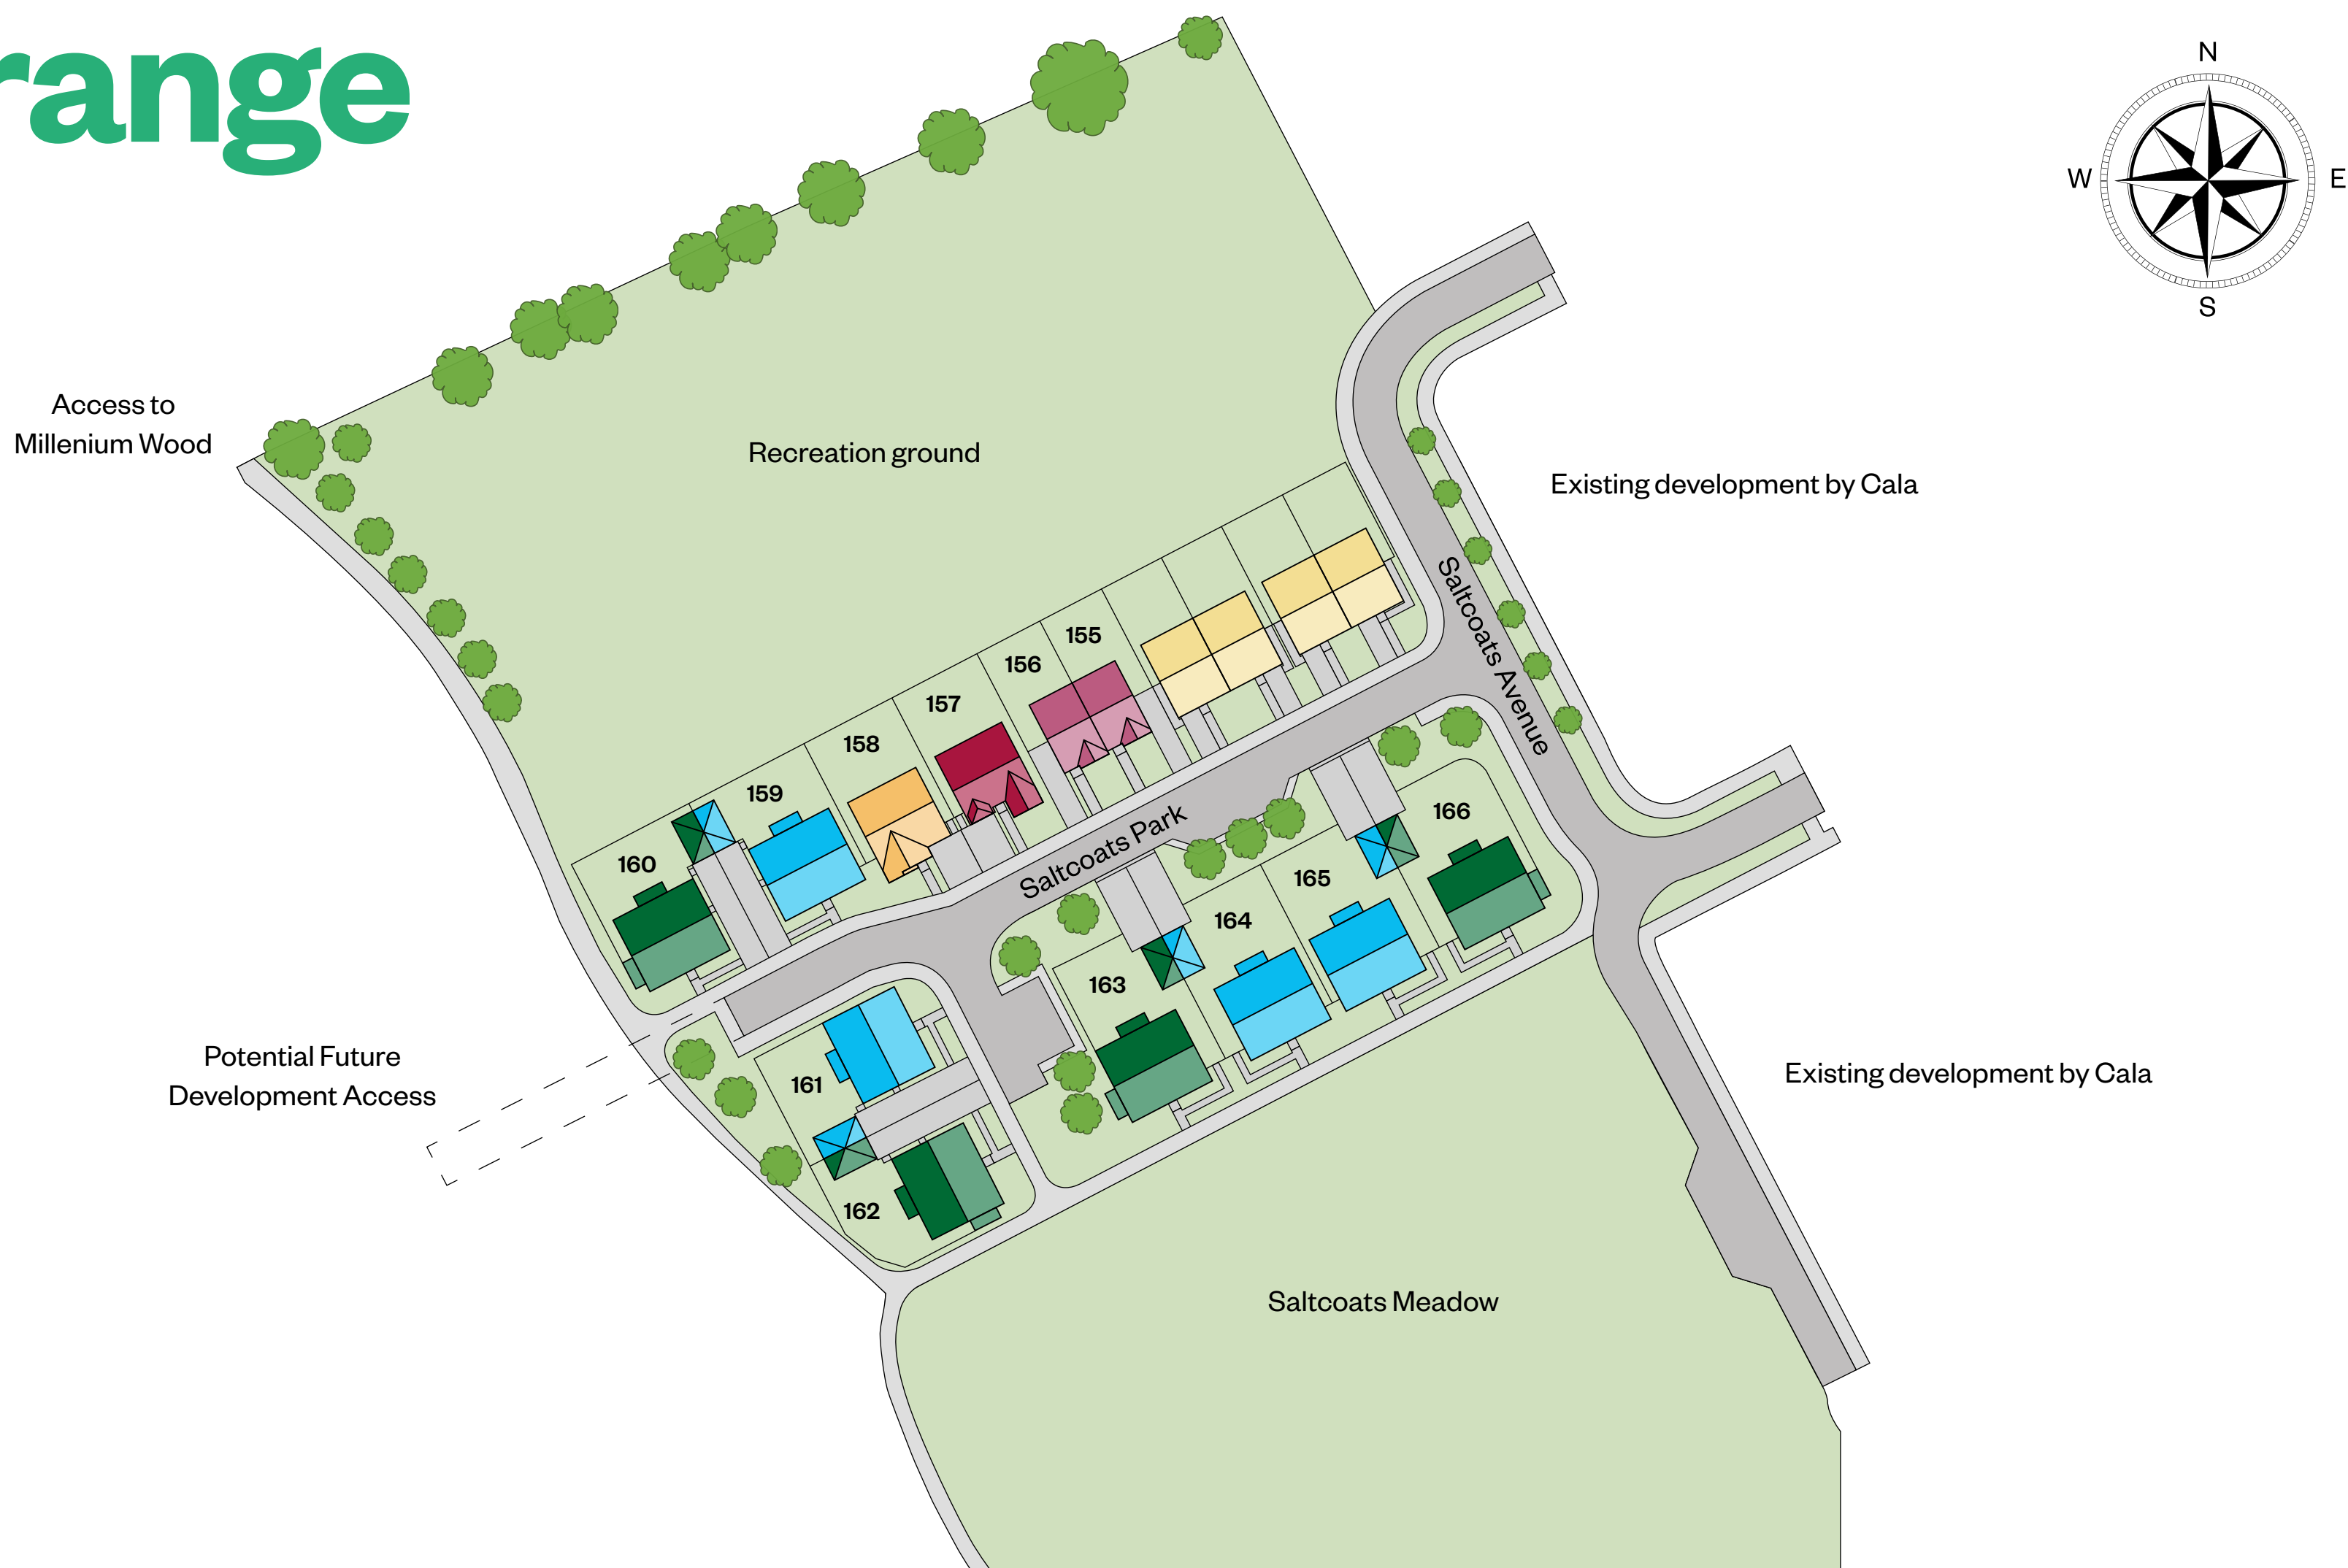 range
N
W
E
S
Access to
Millenium Wood
Recreation ground
Existing development by Cala
Saltcoats Avenue
155
156
157
158
159
160
Saltcoats Park
166
165
164
163
161
162
Potential Future
Development Access
Existing development by Cala
Saltcoats Meadow